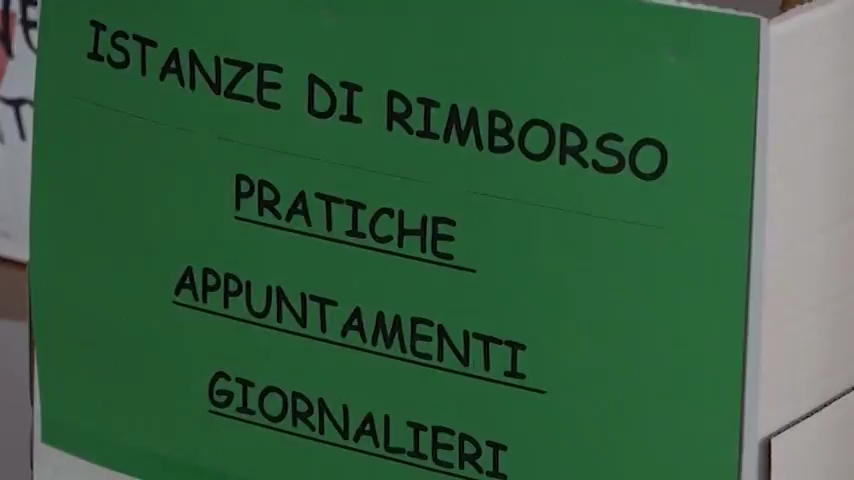 ISTANZE DI RIMBORSO
PRATICHE
APPUNTAMENTI
GIORNALIERI